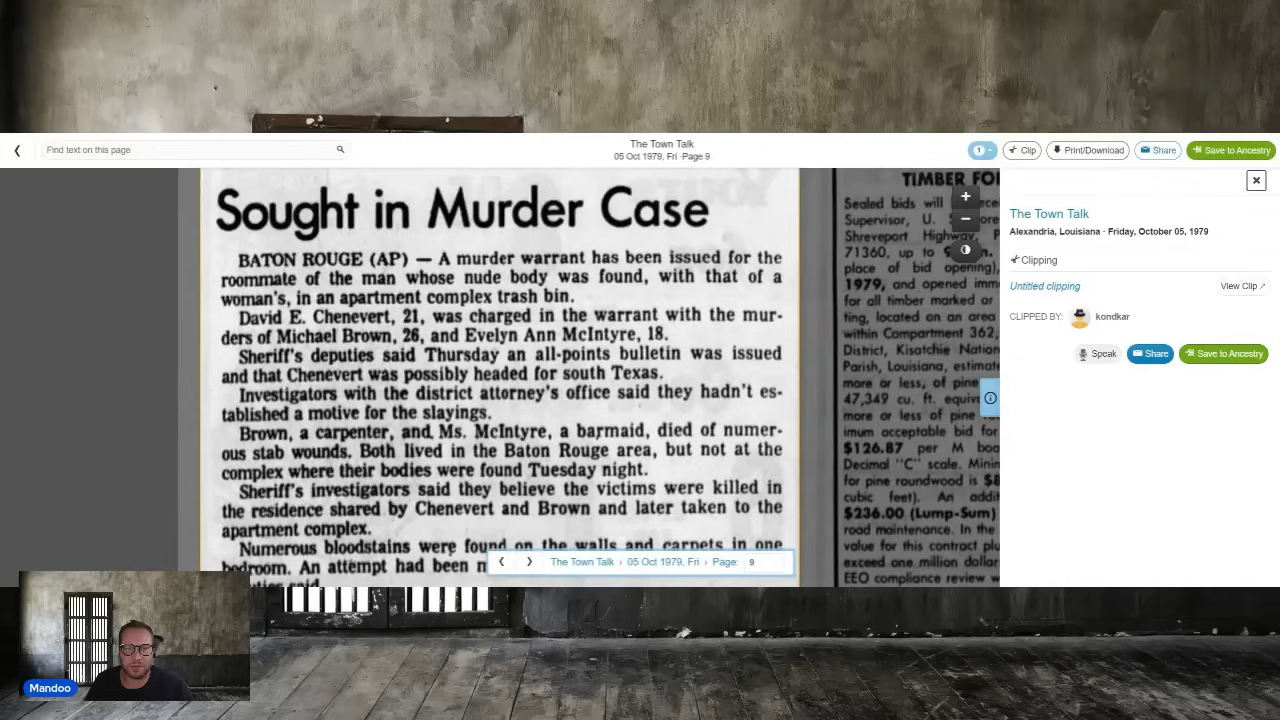 Find text on this page
The Town Talk
05 Oct 1979, Fri · Page 9
1
Clip
Print/Download
Share
Save to Ancestry
Sought in Murder Case
BATON ROUGE (AP) — A murder warrant has been issued for the
roommate of the man whose nude body was found, with that of a
woman's, in an apartment complex trash bin.
David E. Chenevert, 21, was charged in the warrant with the mur-
ders of Michael Brown, 26, and Evelyn Ann McIntyre, 18.
Sheriff's deputies said Thursday an all-points bulletin was issued
and that Chenevert was possibly headed for south Texas.
Investigators with the district attorney's office said they hadn't es-
tablished a motive for the slayings.
Brown, a carpenter, and Ms. McIntyre, a barmaid, died of numer-
ous stab wounds. Both lived in the Baton Rouge area, but not at the
complex where their bodies were found Tuesday night.
Sheriff's investigators said they believe the victims were killed in
the residence shared by Chenevert and Brown and later taken to the
apartment complex.
Numerous bloodstains were found on the walls and carpets in one
bedroom. An attempt had been
said
The Town Talk › 05 Oct 1979, Fri › Page: 9
TIMBER
Sealed bids will
Supervisor, U.
Shreveport Highway,
71360, up to
place of bid opening),
1979, and opened
for all timber marked or
ting, located on an area
within Compartment 362,
District, Kisatchie
Parish, Louisiana,
more or less, of pine
47,349 cu. ft.
more or less of pine
imum acceptable bid for
$126.87 per M
Decimal "C" scale.
for pine roundwood is
cubic feet). An
$236.00 (Lump-Sum)
road maintenance. In the
value for this contract
exceed one million
EEO compliance review
The Town Talk
Alexandria, Louisiana · Friday, October 05, 1979
Clipping
Untitled clipping
View Clip
CLIPPED BY: kondkar
Speak
Share
Save to Ancestry
Mandoo